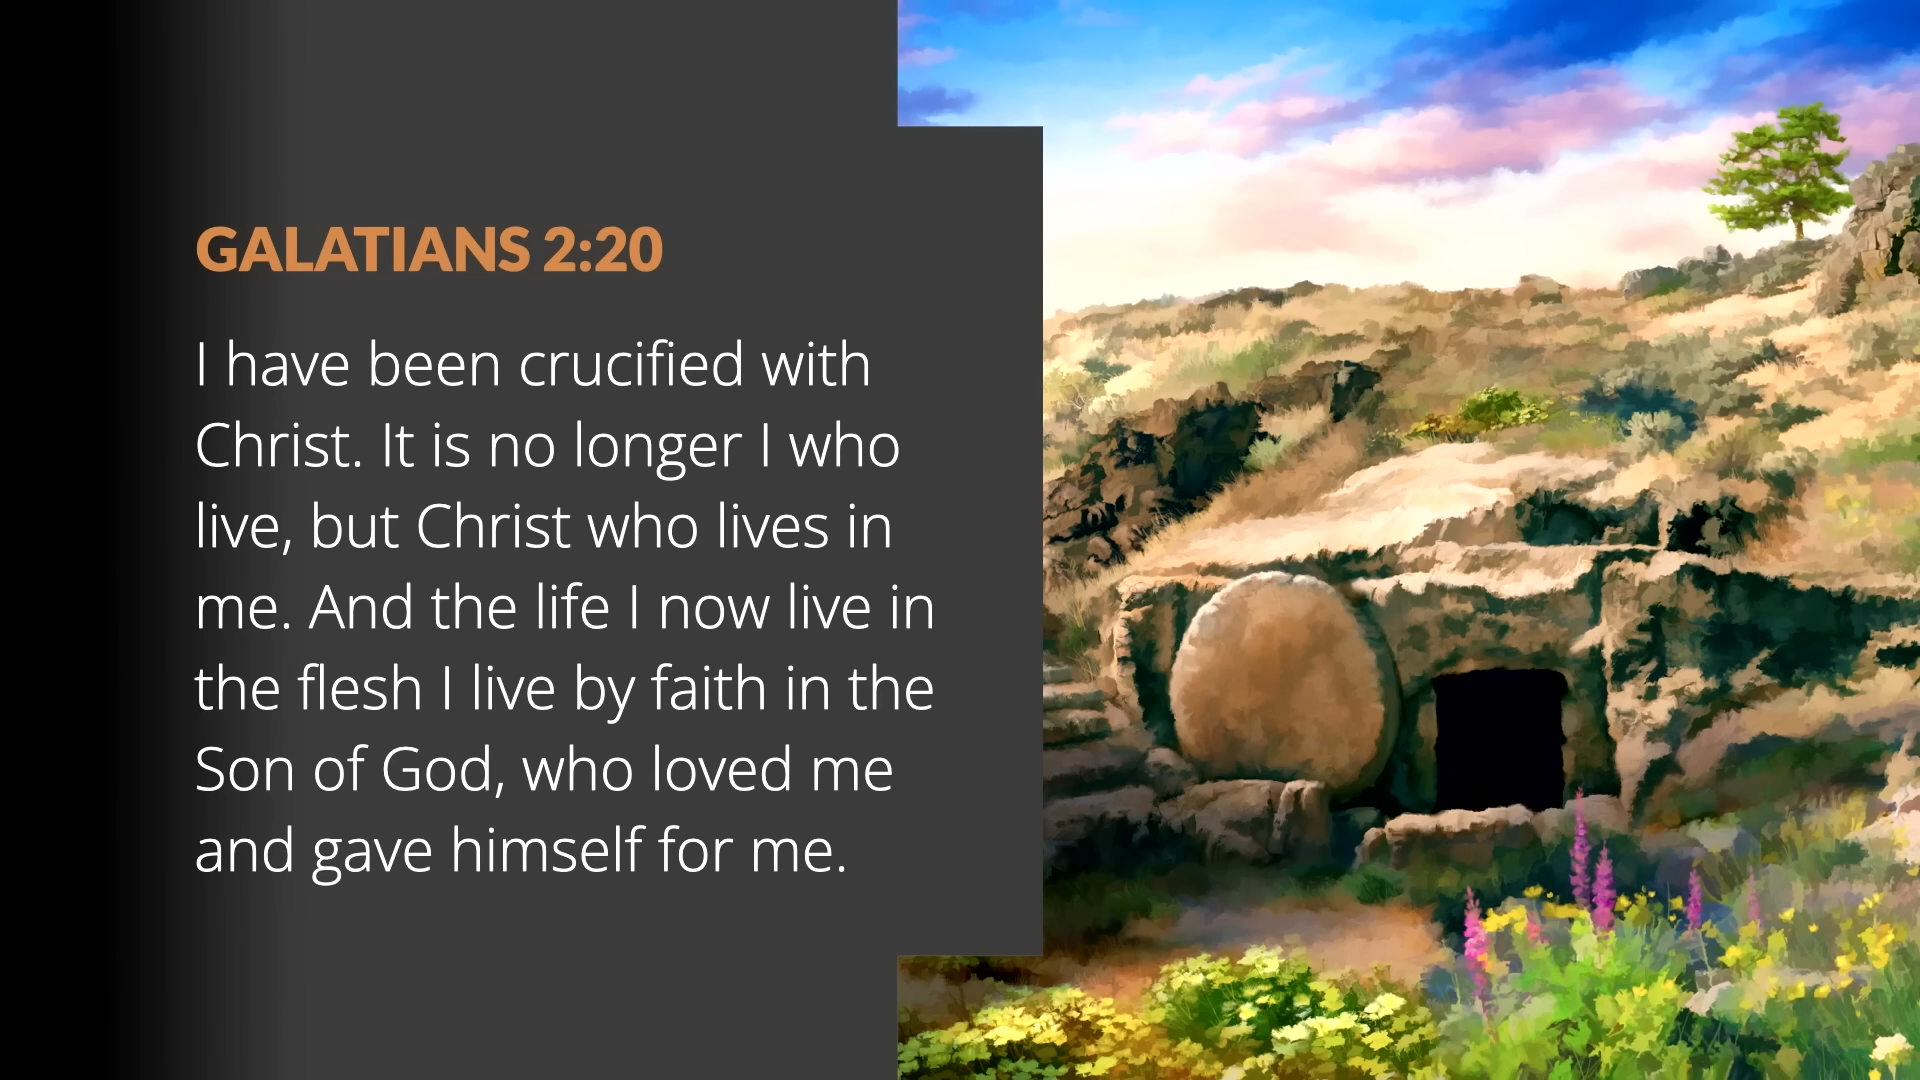 GALATIANS 2:20
I have been crucified with
Christ. It is no longer I who
live, but Christ who lives in
me. And the life I now live in
the flesh I live by faith in the
Son of God, who loved me
and gave himself for me.